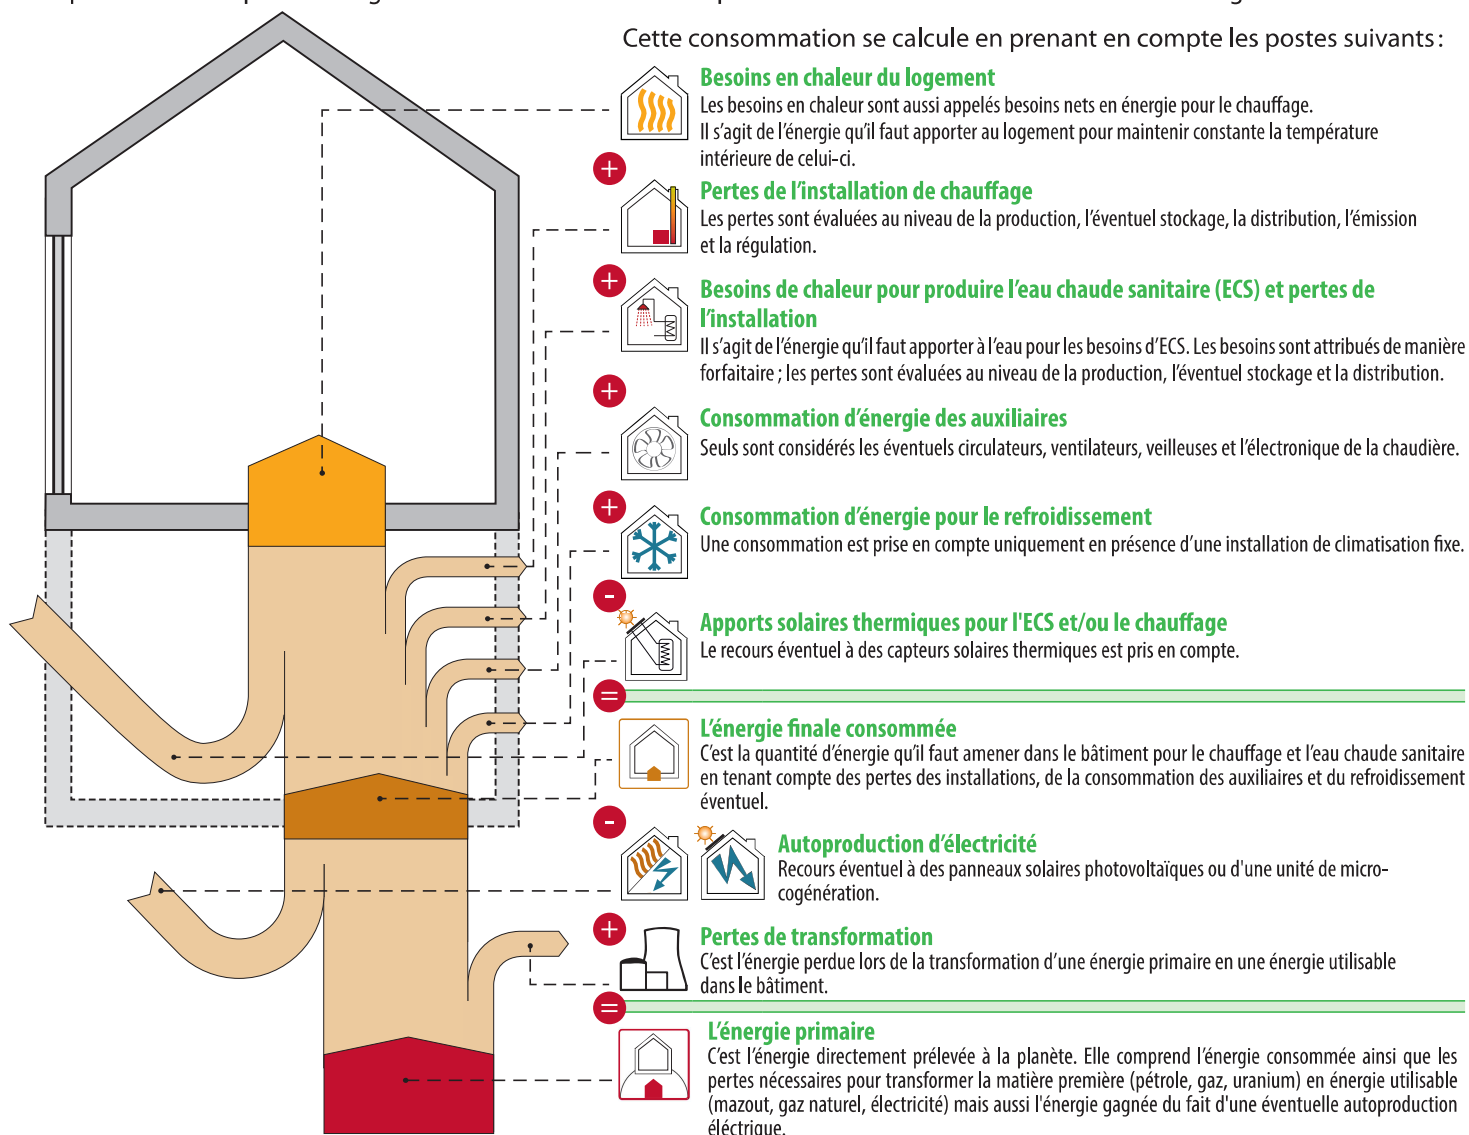 Cette consommation se calcule en prenant en compte les postes suivants :
Besoins en chaleur du logement
Les besoins en chaleur sont aussi appelés besoins nets en énergie pour le chauffage.
Il s'agit de l'énergie qu'il faut apporter au logement pour maintenir constante la température
intérieure de celui-ci.
+
Pertes de l'installation de chauffage
Les pertes sont évaluées au niveau de la production, l'éventuel stockage, la distribution, l'émission
et la régulation.
+
Besoins de chaleur pour produire l'eau chaude sanitaire (ECS) et pertes de
l'installation
Il s'agit de l'énergie qu'il faut apporter à l'eau pour les besoins d'ECS. Les besoins sont attribués de manière
forfaitaire ; les pertes sont évaluées au niveau de la production, l'éventuel stockage et la distribution.
+
Consommation d'énergie des auxiliaires
Seuls sont considérés les éventuels circulateurs, ventilateurs, veilleuses et l'électronique de la chaudière.
+
Consommation d'énergie pour le refroidissement
Une consommation est prise en compte uniquement en présence d'une installation de climatisation fixe.
-
Apports solaires thermiques pour l'ECS et/ou le chauffage
Le recours éventuel à des capteurs solaires thermiques est pris en compte.
=
L'énergie finale consommée
C'est la quantité d'énergie qu'il faut amener dans le bâtiment pour le chauffage et l'eau chaude sanitaire
en tenant compte des pertes des installations, de la consommation des auxiliaires et du refroidissement
éventuel.
-
Autoproduction d'électricité
Recours éventuel à des panneaux solaires photovoltaïques ou d'une unité de micro-
cogénération.
+
Pertes de transformation
C'est l'énergie perdue lors de la transformation d'une énergie primaire en une énergie utilisable
dans le bâtiment.
=
L'énergie primaire
C'est l'énergie directement prélevée à la planète. Elle comprend l'énergie consommée ainsi que les
pertes nécessaires pour transformer la matière première (pétrole, gaz, uranium) en énergie utilisable
(mazout, gaz naturel, électricité) mais aussi l'énergie gagnée du fait d'une éventuelle autoproduction
éléctrique.